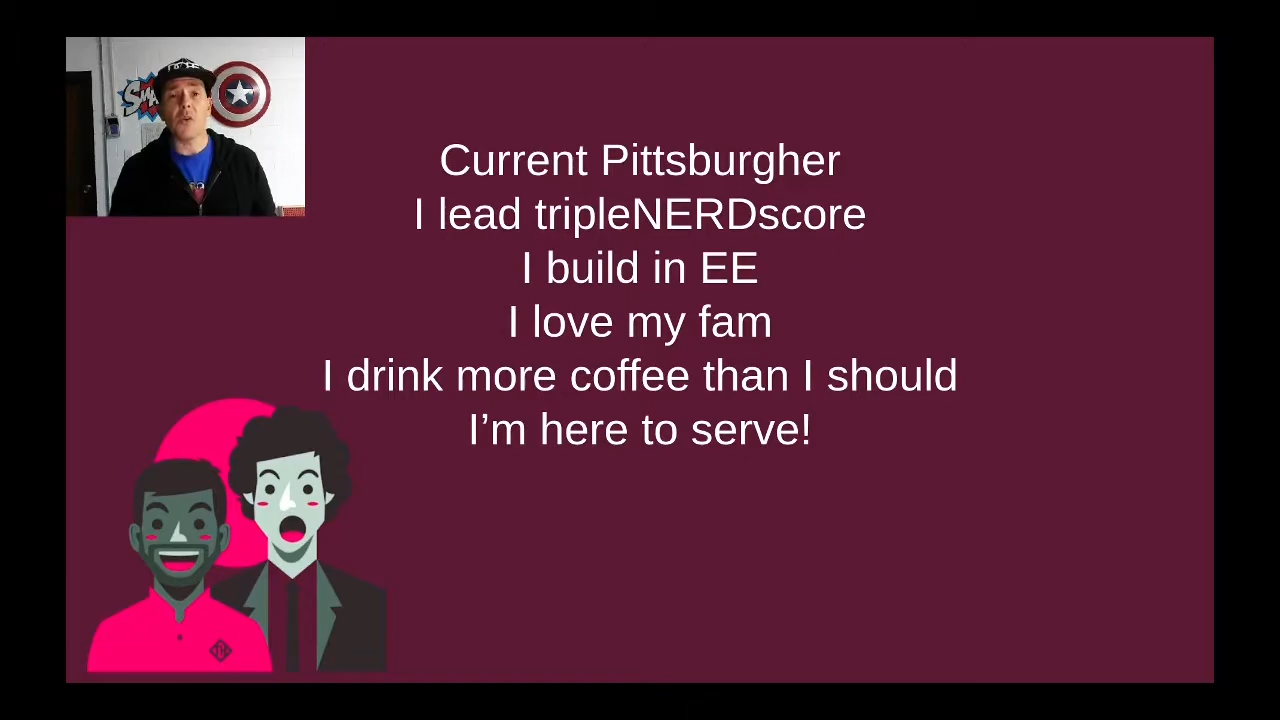 Current Pittsburgher
I lead tripleNERDscore
I build in EE
I love my fam
I drink more coffee than I should
I’m here to serve!